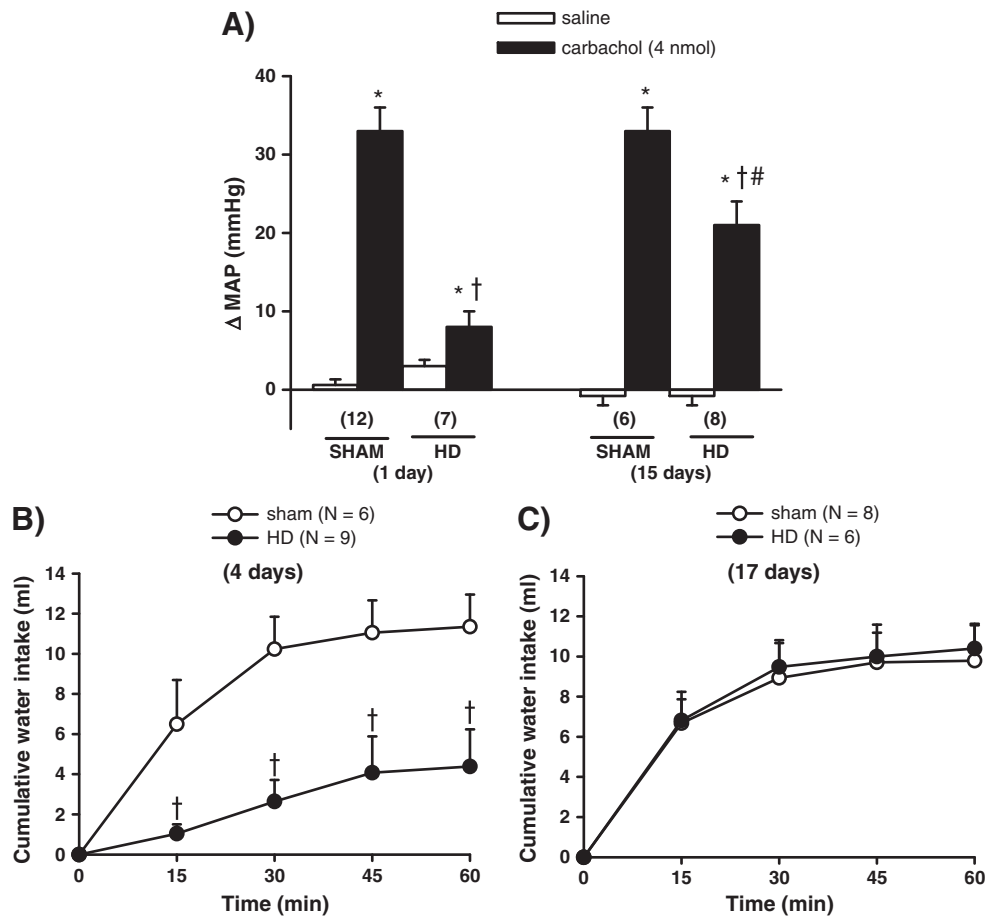 A)
saline
carbachol (4 nmol)
Δ MAP (mmHg)
40
30
20
10
0
*
* †
*
* † #
(12)
(7)
(6)
(8)
SHAM
HD
SHAM
HD
(1 day)
(15 days)
B)
sham (N = 6)
HD (N = 9)
(4 days)
Cumulative water intake (ml)
14
12
10
8
6
4
2
0
†
†
†
†
0
15
30
45
60
Time (min)
C)
sham (N = 8)
HD (N = 6)
(17 days)
Cumulative water intake (ml)
14
12
10
8
6
4
2
0
0
15
30
45
60
Time (min)